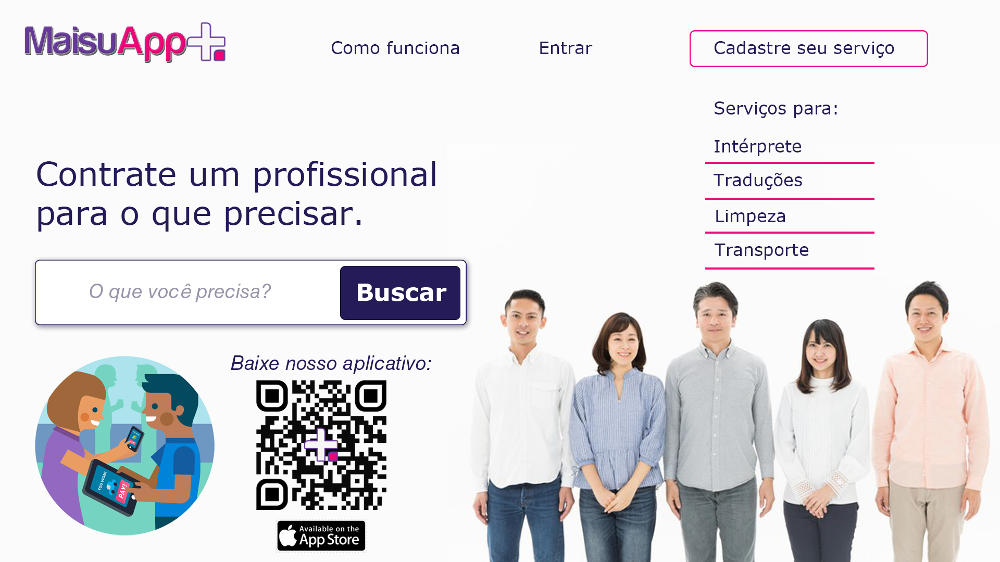 MaisuApp
Como funciona
Entrar
Cadastre seu serviço
Serviços para:
Intérprete
Traduções
Limpeza
Transporte
Contrate um profissional
para o que precisar.
O que você precisa?
Buscar
Baixe nosso aplicativo:
YOU WON!
PAY!
Available on the
App Store